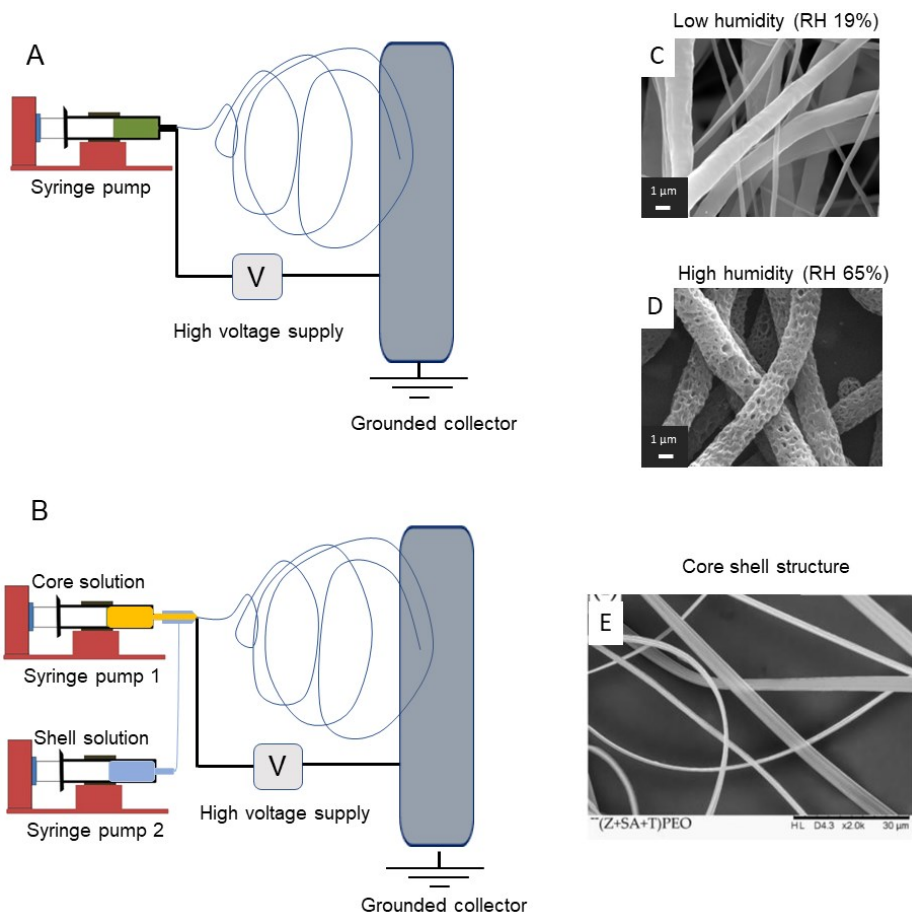 A
Syringe pump
V
High voltage supply
Grounded collector
Low humidity (RH 19%)
C
1 µm
High humidity (RH 65%)
D
1 µm
B
Core solution
Syringe pump 1
Shell solution
Syringe pump 2
V
High voltage supply
Grounded collector
Core shell structure
E
(Z+SA+T)PEO
HL D4.3 x2.0k 30 µm